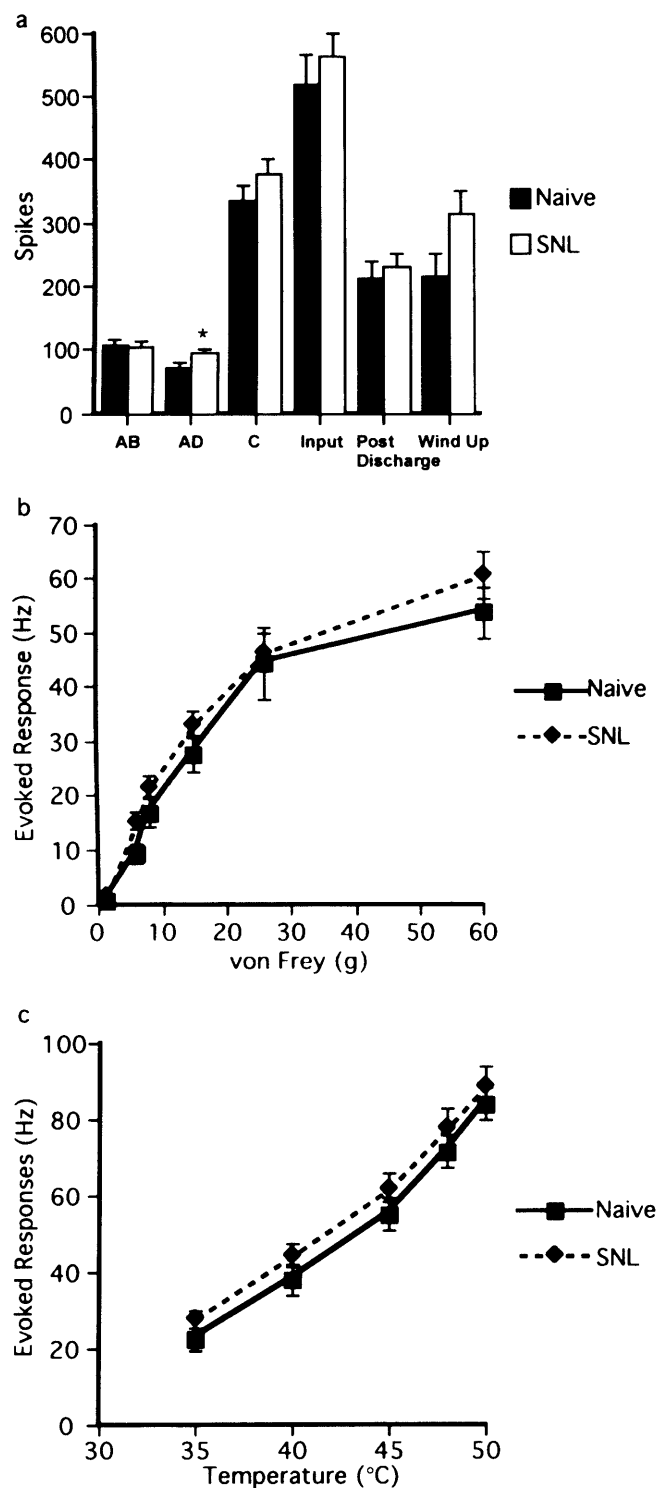 a
600
500
400
300
200
100
0
Spikes
*
Naive
SNL
AB AD C Input Post Discharge Wind Up
b
70
60
50
40
30
20
10
0
Evoked Response (Hz)
Naive
SNL
0 10 20 30 40 50 60
von Frey (g)
c
100
80
60
40
20
0
Evoked Responses (Hz)
Naive
SNL
30 35 40 45 50
Temperature (°C)